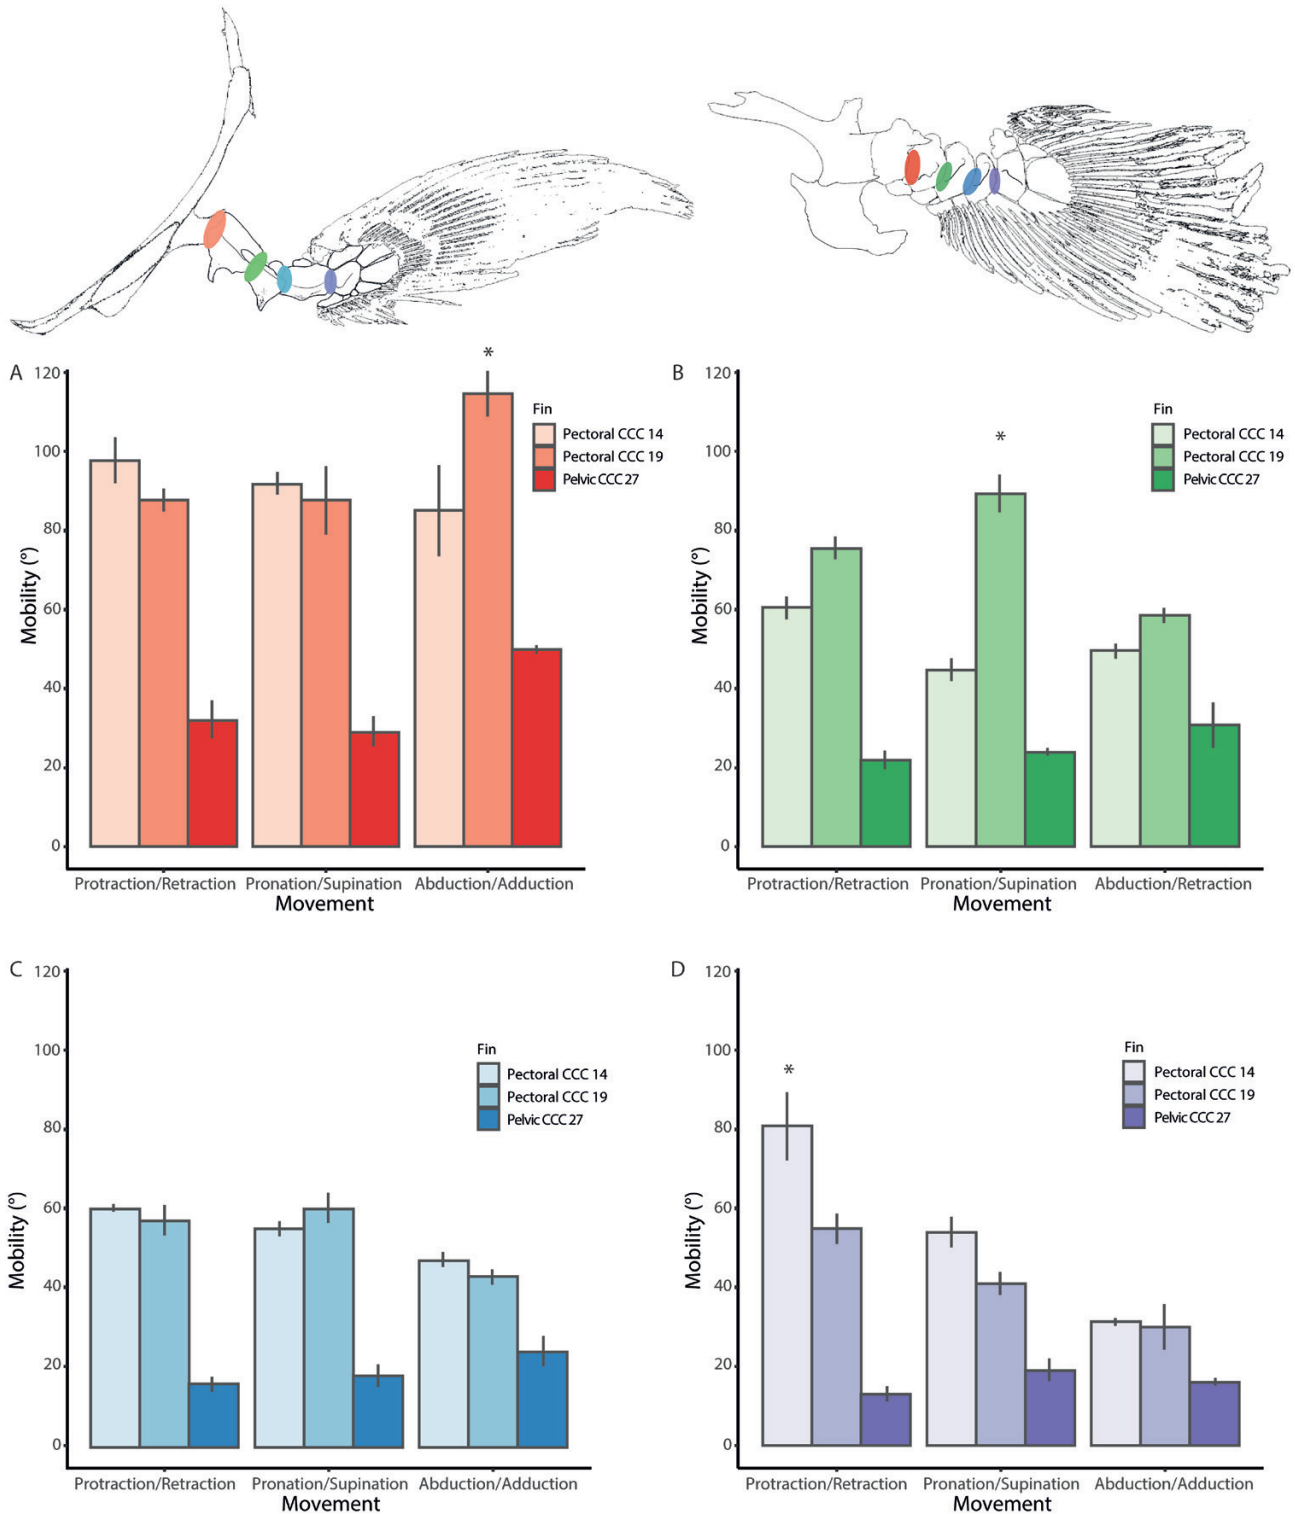 *
A
120
100
80
60
40
20
0
Mobility (°)
Fin
Pectoral CCC 14
Pectoral CCC 19
Pelvic CCC 27
Protraction/Retraction
Pronation/Supination
Abduction/Adduction
Movement
B
120
100
80
60
40
20
0
Mobility (°)
*
Fin
Pectoral CCC 14
Pectoral CCC 19
Pelvic CCC 27
Protraction/Retraction
Pronation/Supination
Abduction/Retraction
Movement
C
120
100
80
60
40
20
0
Mobility (°)
Fin
Pectoral CCC 14
Pectoral CCC 19
Pelvic CCC 27
Protraction/Retraction
Pronation/Supination
Abduction/Adduction
Movement
D
120
100
80
60
40
20
0
Mobility (°)
*
Fin
Pectoral CCC 14
Pectoral CCC 19
Pelvic CCC 27
Protraction/Retraction
Pronation/Supination
Abduction/Adduction
Movement